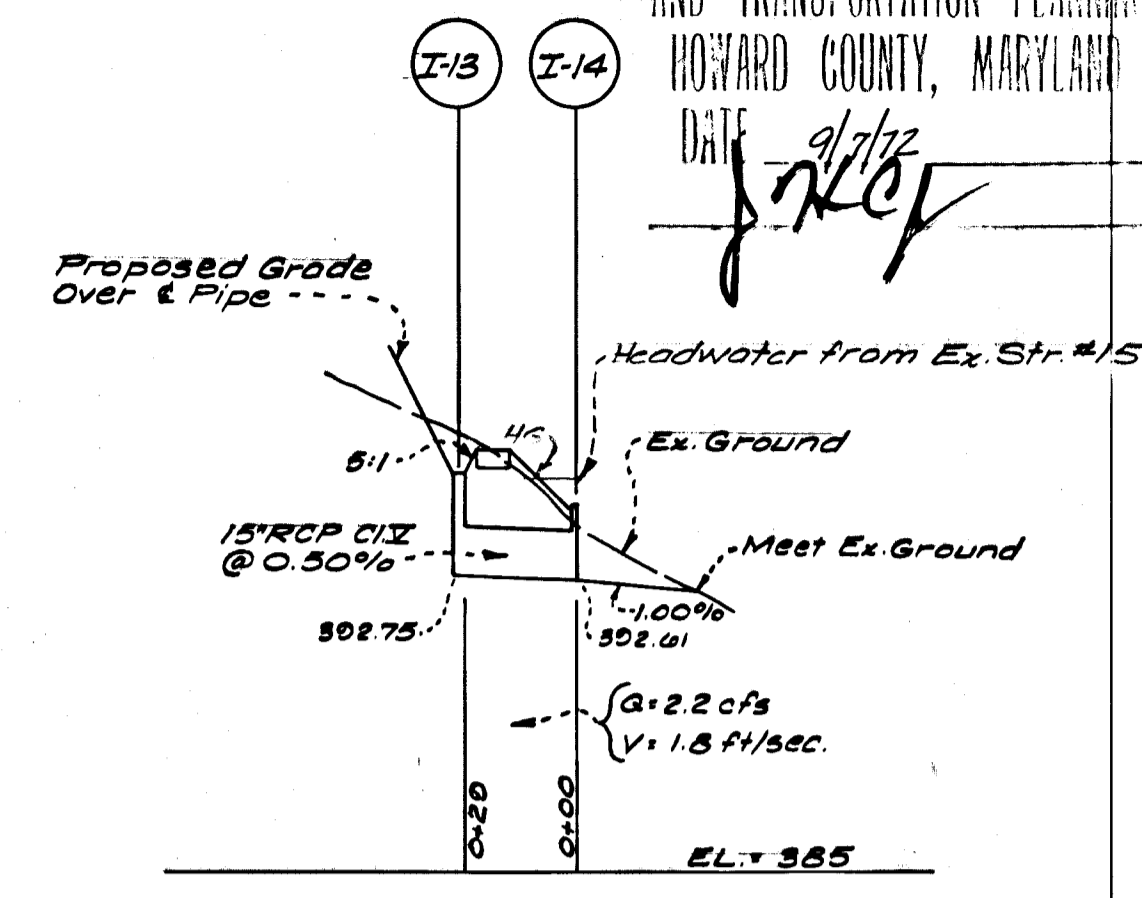 AND TRANSPORTATION
HOWARD COUNTY, MARYLAND
DATE 9/7/72
I-13
I-14
Proposed Grade
Over ℄ Pipe
Headwater from Ex. Str. #15
Ex. Ground
5:1
15" RCP Cl. V
@ 0.50%
Meet Ex. Ground
1.00%
392.75
392.61
Q = 2.2 cfs
V = 1.8 ft/sec.
0+20
0+00
EL. = 385